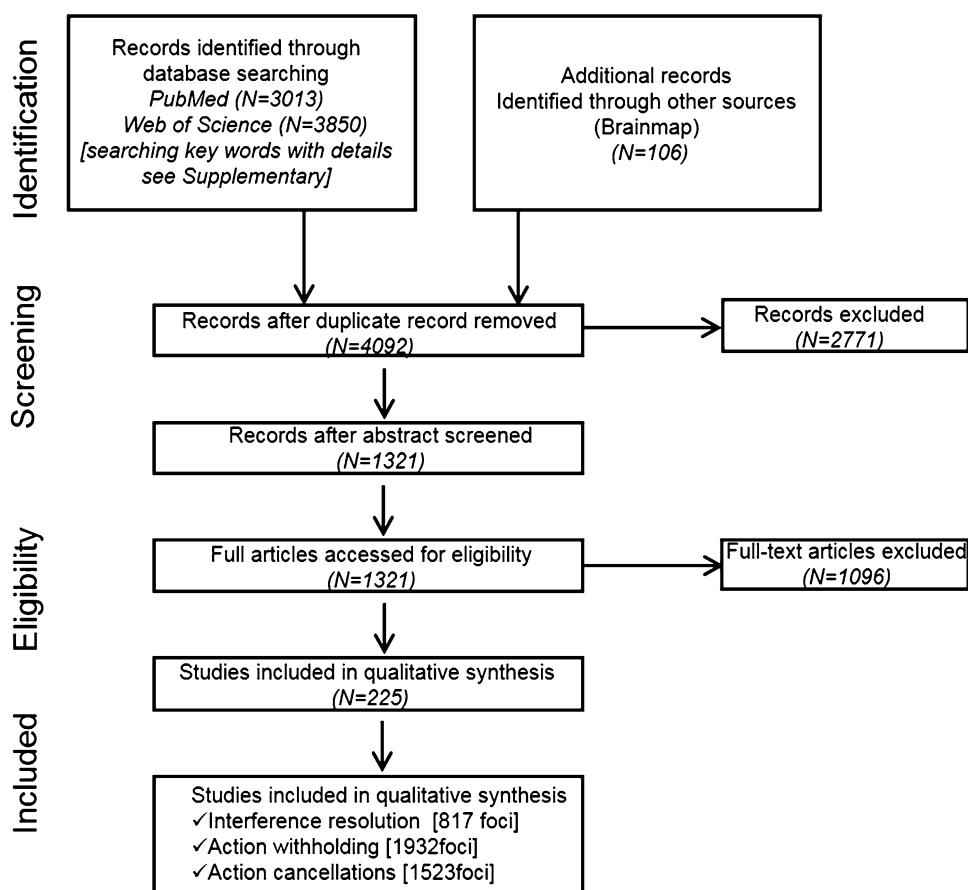 Identification
Records identified through
database searching
PubMed (N=3013)
Web of Science (N=3850)
[searching key words with details
see Supplementary]
Additional records
Identified through other sources
(Brainmap)
(N=106)
Screening
Records after duplicate record removed
(N=4092)
Records excluded
(N=2771)
Records after abstract screened
(N=1321)
Eligibility
Full articles accessed for eligibility
(N=1321)
Full-text articles excluded
(N=1096)
Studies included in qualitative synthesis
(N=225)
Included
Studies included in qualitative synthesis
✓Interference resolution [817 foci]
✓Action withholding [1932foci]
✓Action cancellations [1523foci]